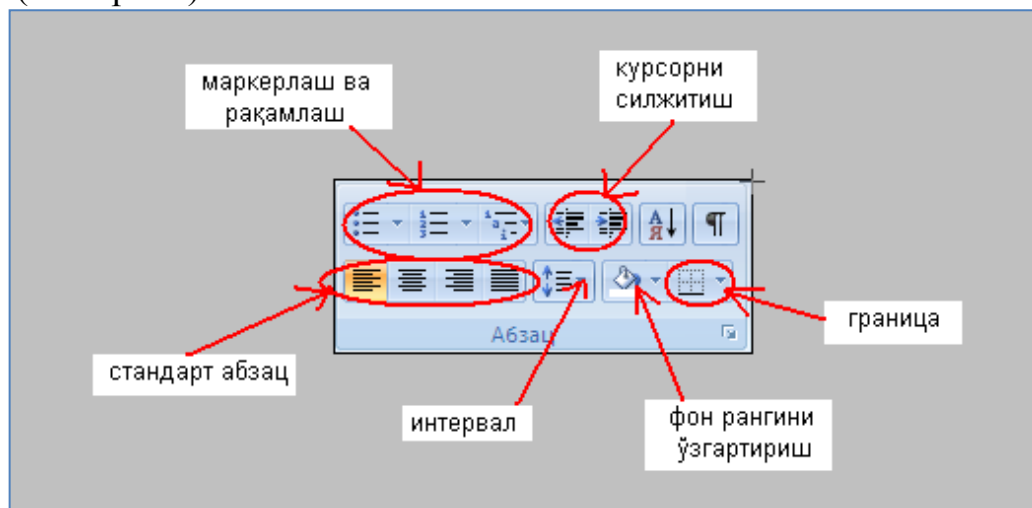 маркерлаш ва
рақамлаш
курсорни
силжитиш
Абзац
граница
стандарт абзац
интервал
фон рангини
ўзгартириш